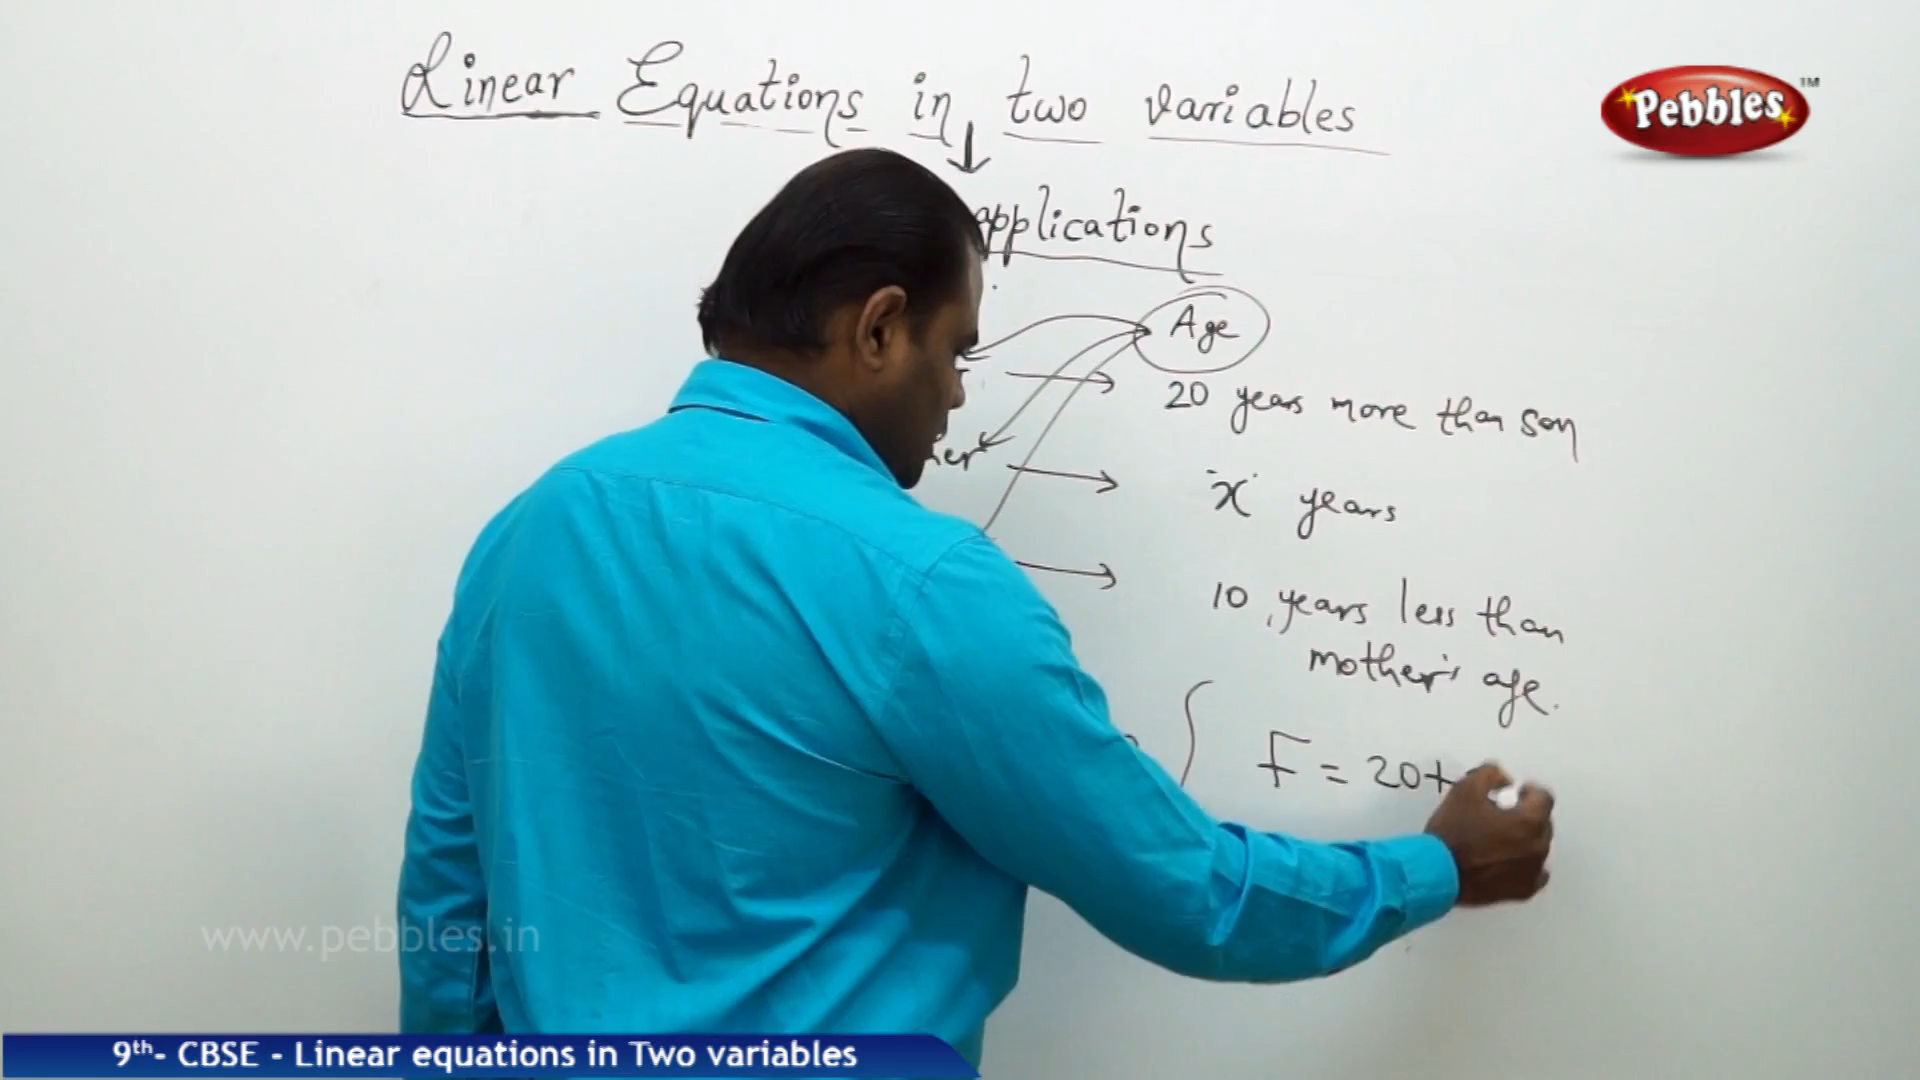 Linear Equations in two variables
Pebbles™
applications
Age
20 years more than son
'x' years
10 years less than
mother's age.
F = 20+
www.pebbles.in
9th- CBSE - Linear equations in Two variables